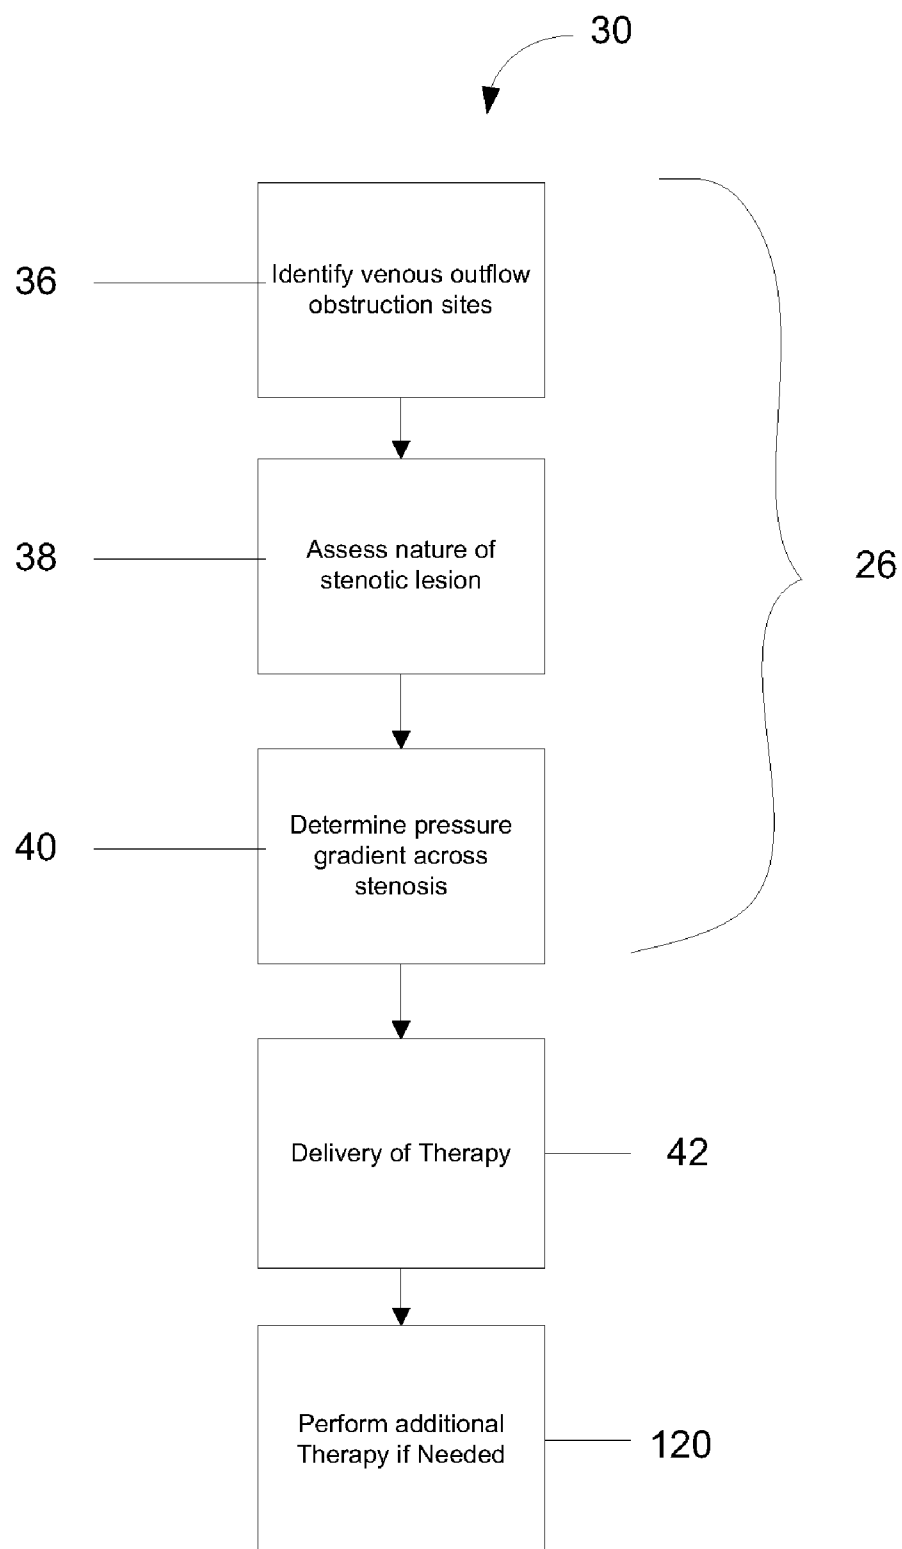 30
36
Identify venous outflow
obstruction sites
38
Assess nature of
stenotic lesion
26
40
Determine pressure
gradient across
stenosis
Delivery of Therapy
42
Perform additional
Therapy if Needed
120